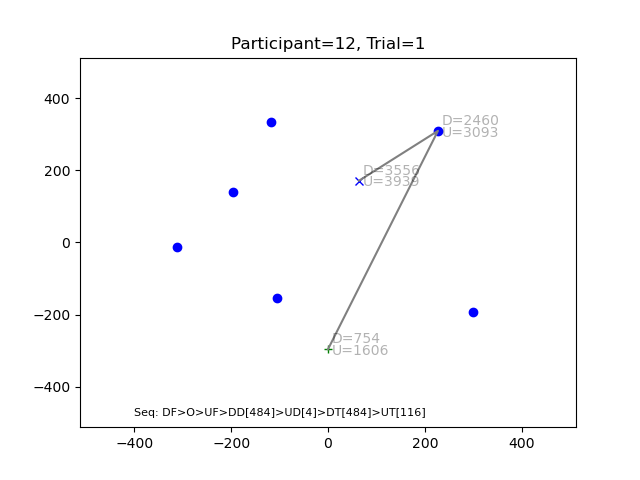 Participant=12, Trial=1
400
200
0
−200
−400
D=2460
U=3093
D=3556
U=3939
D=754
U=1606
Seq: DF>O>UF>DD[484]>UD[4]>DT[484]>UT[116]
−400
−200
0
200
400